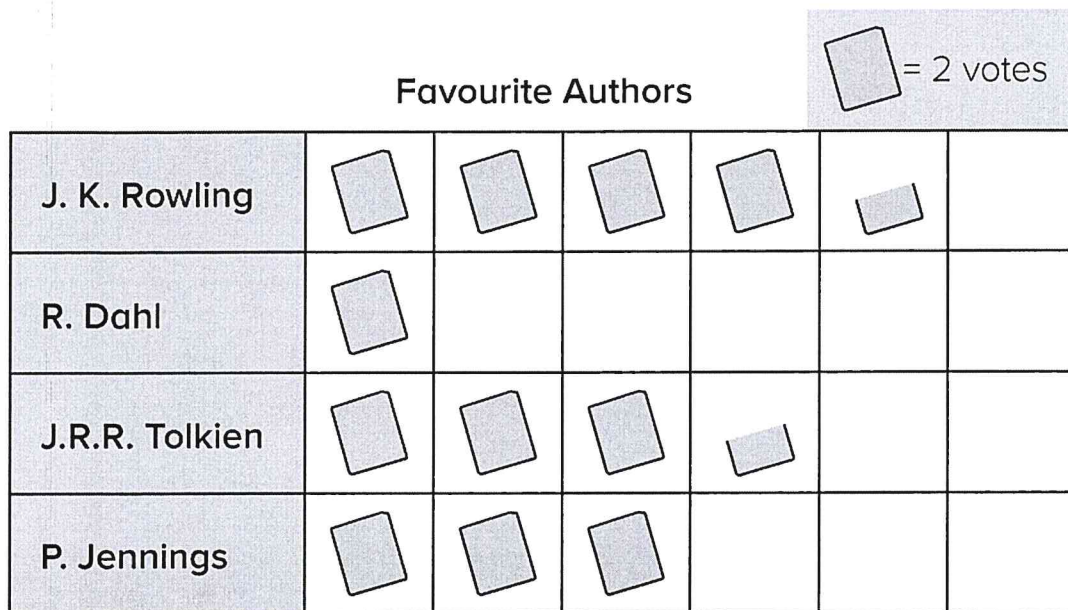 = 2 votes
Favourite Authors
J. K. Rowling
R. Dahl
J.R.R. Tolkien
P. Jennings